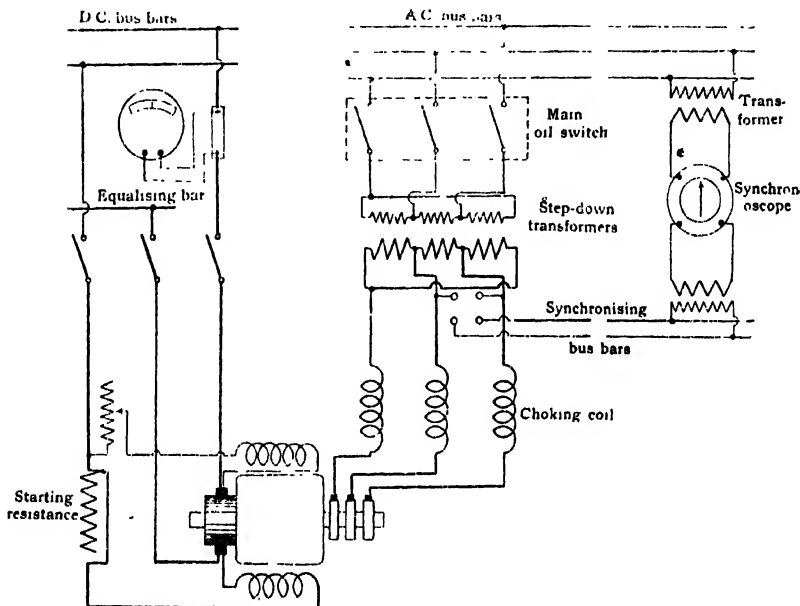 D.C. bus bars
A.C. bus bars
Main
oil switch
Trans-
former
Equalising bar
Synchron
oscope
Step-down
transformers
Synchronising
bus bars
Choking coil
Starting
resistance